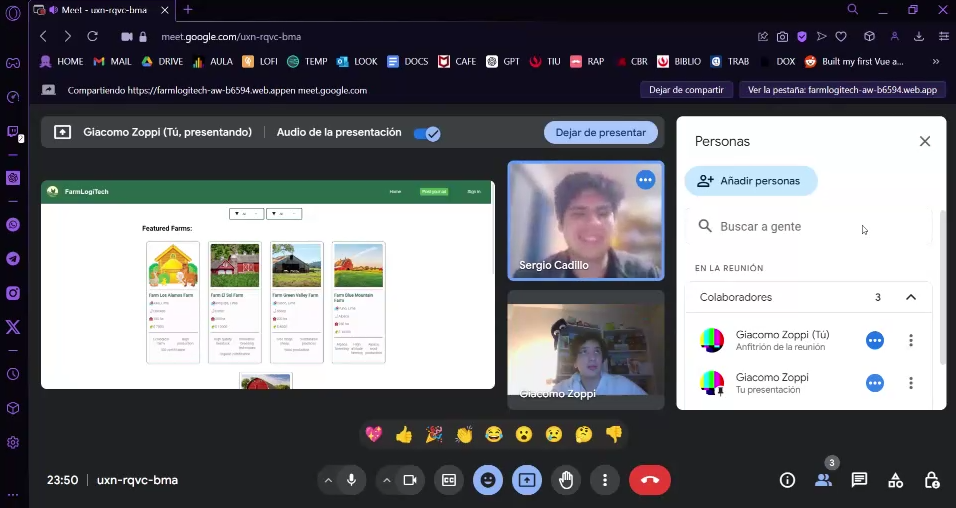 Meet - uxn-rqvc-bma
meet.google.com/uxn-rqvc-bma
HOME MAIL DRIVE AULA LOFI TEMP LOOK DOCS CAFE GPT TIU RAP CBR BIBLIO TRAB DOX Built my first Vue a...
Compartiendo https://farmlogitech-aw-b6594.web.appen meet.google.com
Dejar de compartir
Ver la pestaña: farmlogitech-aw-b6594.web.app
Giacomo Zoppi (Tú, presentando)
Audio de la presentación
Dejar de presentar
FarmLogiTech
Home
Sign in
Featured Farms:
Farm Los Alamos Farm
Farm El Sol Farm
Farm Green Valley Farm
Farm Blue Mountain Farm
Sergio Cadillo
Giacomo Zoppi
Personas
Añadir personas
Buscar a gente
EN LA REUNIÓN
Colaboradores 3
Giacomo Zoppi (Tú)
Anfitrión de la reunión
Giacomo Zoppi
Tu presentación
23:50 uxn-rqvc-bma
3
2